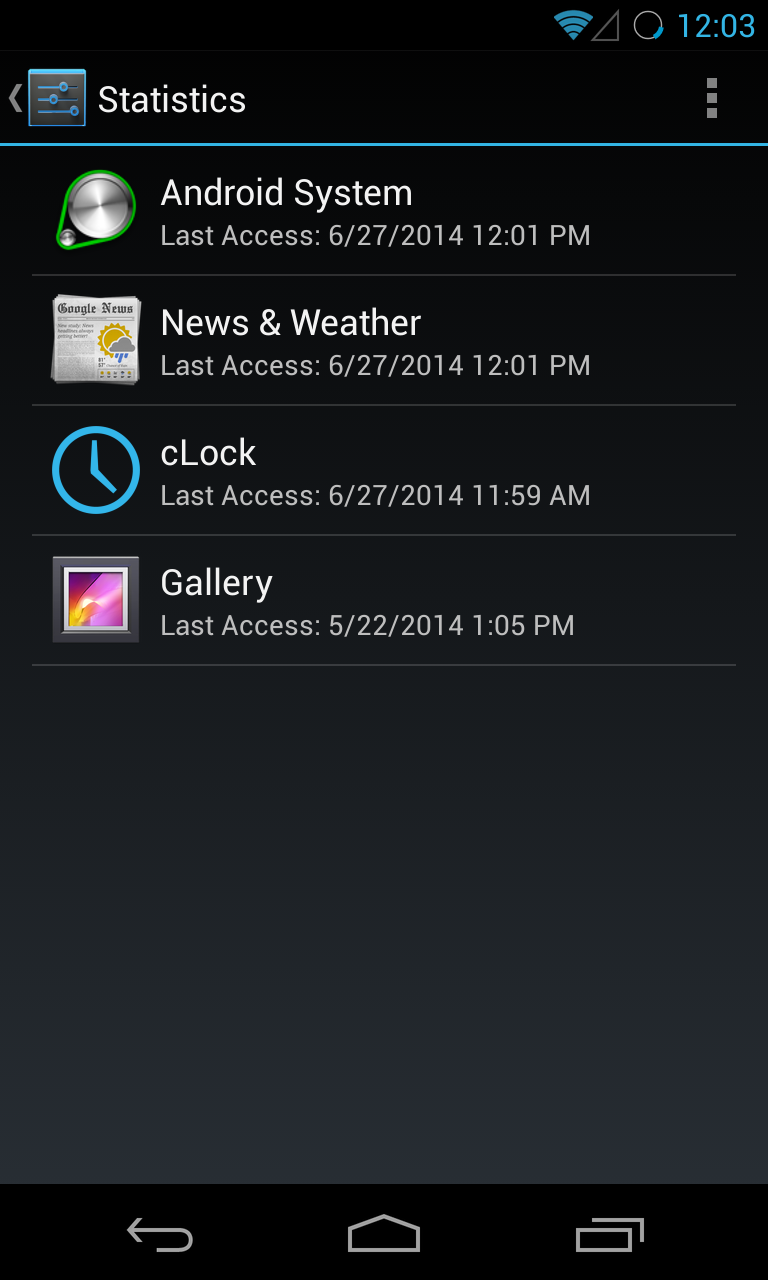 12:03
Statistics
Android System
Last Access: 6/27/2014 12:01 PM
Google News
News & Weather
Last Access: 6/27/2014 12:01 PM
cLock
Last Access: 6/27/2014 11:59 AM
Gallery
Last Access: 5/22/2014 1:05 PM